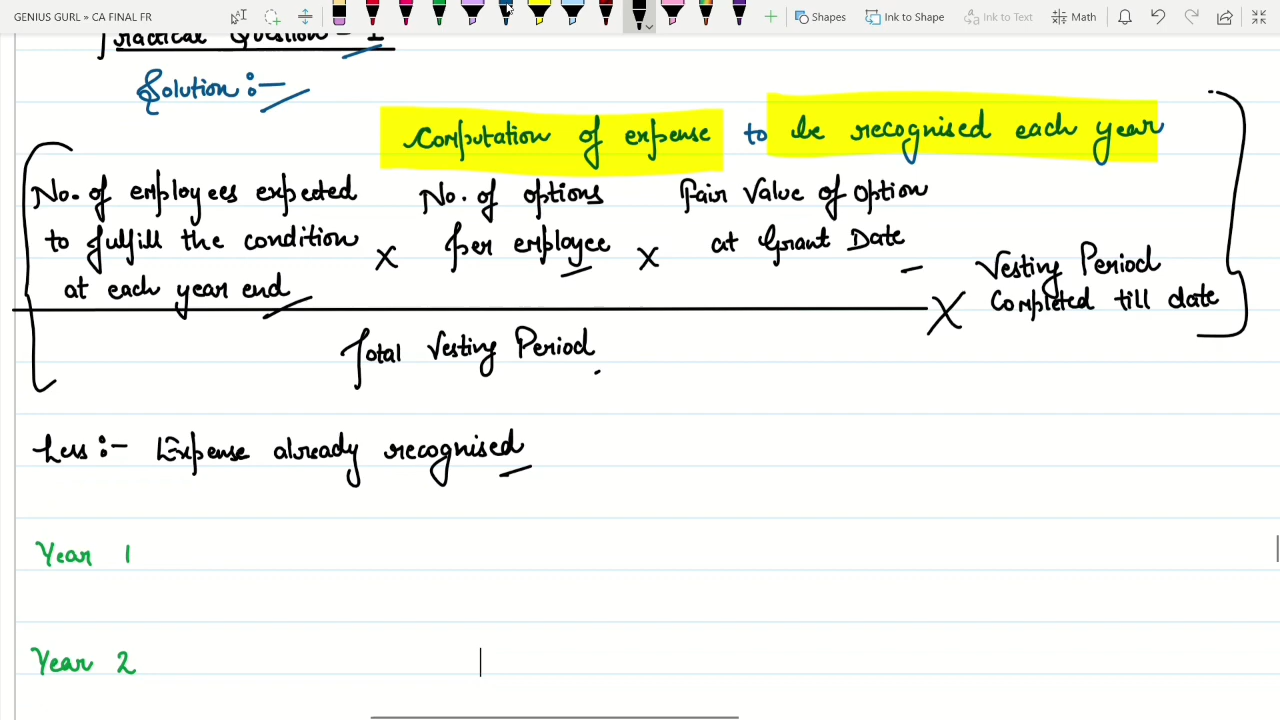 GENIUS GURL » CA FINAL FR
Shapes Ink to Shape Ink to Text Math
Practical Question - 1
Solution :-
Computation of expense to be recognised each year
No. of employees expected to fulfill the condition at each year end × No. of options per employee × Fair Value of option at Grant Date
× Vesting Period Completed till date
Total Vesting Period
Less :- Expense already recognised
Year 1
Year 2